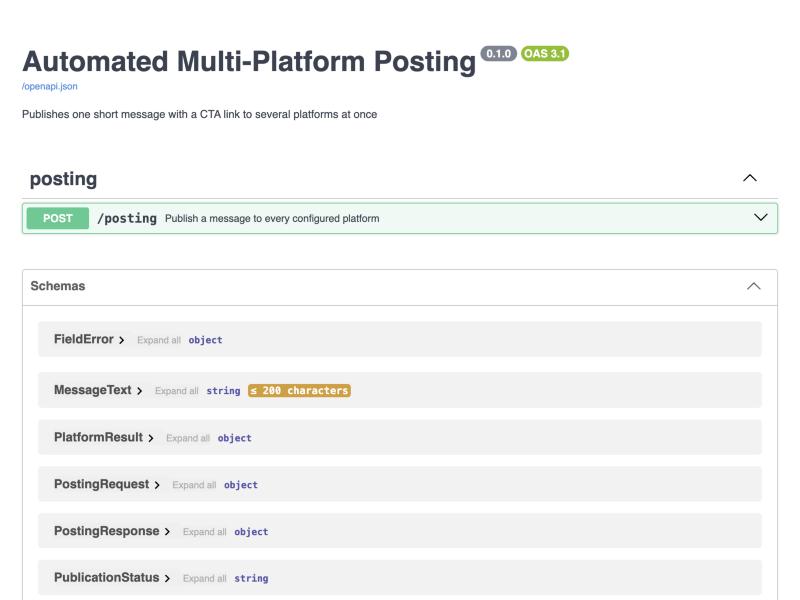 Automated Multi-Platform Posting 0.1.0 OAS 3.1
/openapi.json
Publishes one short message with a CTA link to several platforms at once
posting
POST /posting Publish a message to every configured platform
Schemas
FieldError Expand all object
MessageText Expand all string ≤ 200 characters
PlatformResult Expand all object
PostingRequest Expand all object
PostingResponse Expand all object
PublicationStatus Expand all string